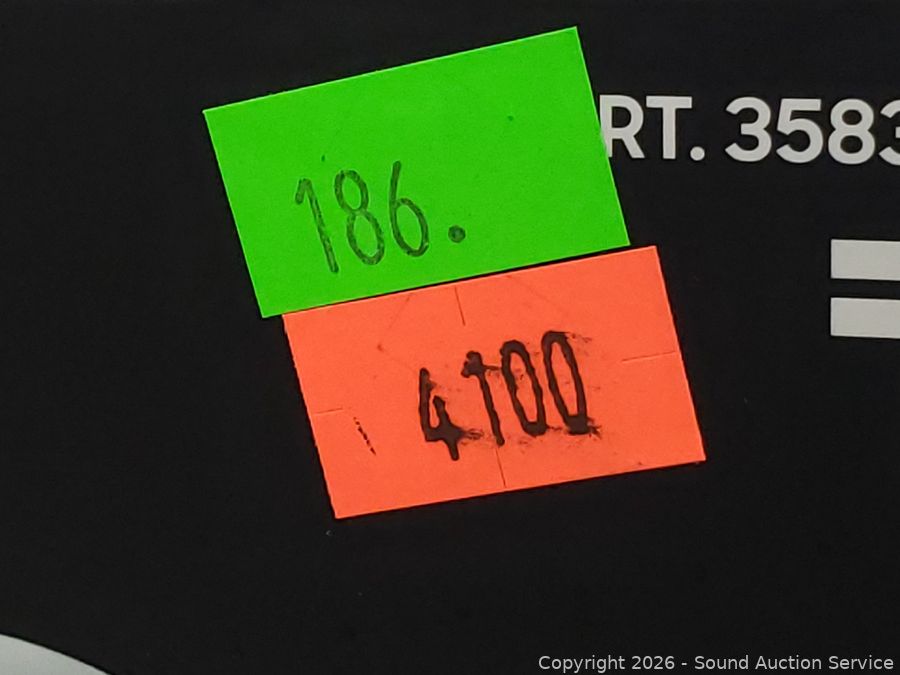 RT. 3583
186.
4100
Copyright 2026 - Sound Auction Service